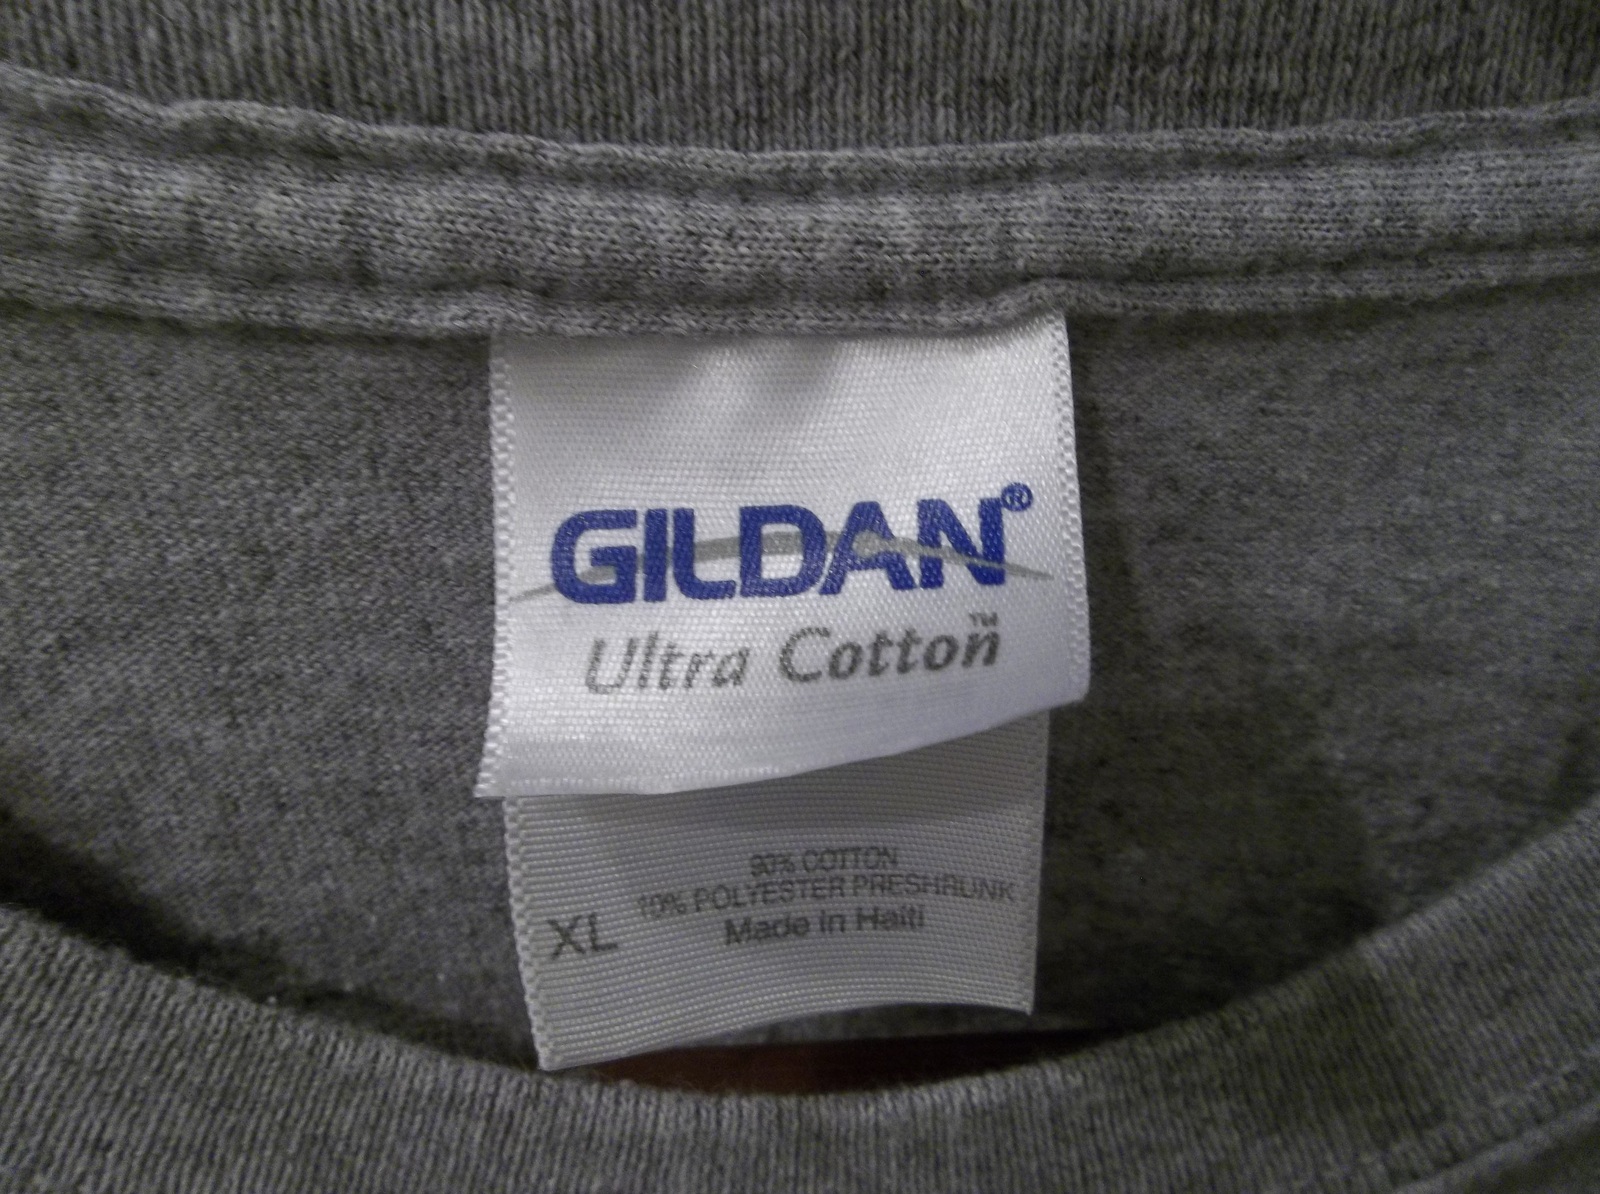 GILDAN®
Ultra Cotton™
90% COTTON
10% POLYESTER PRESHRUNK
XL Made in Haiti